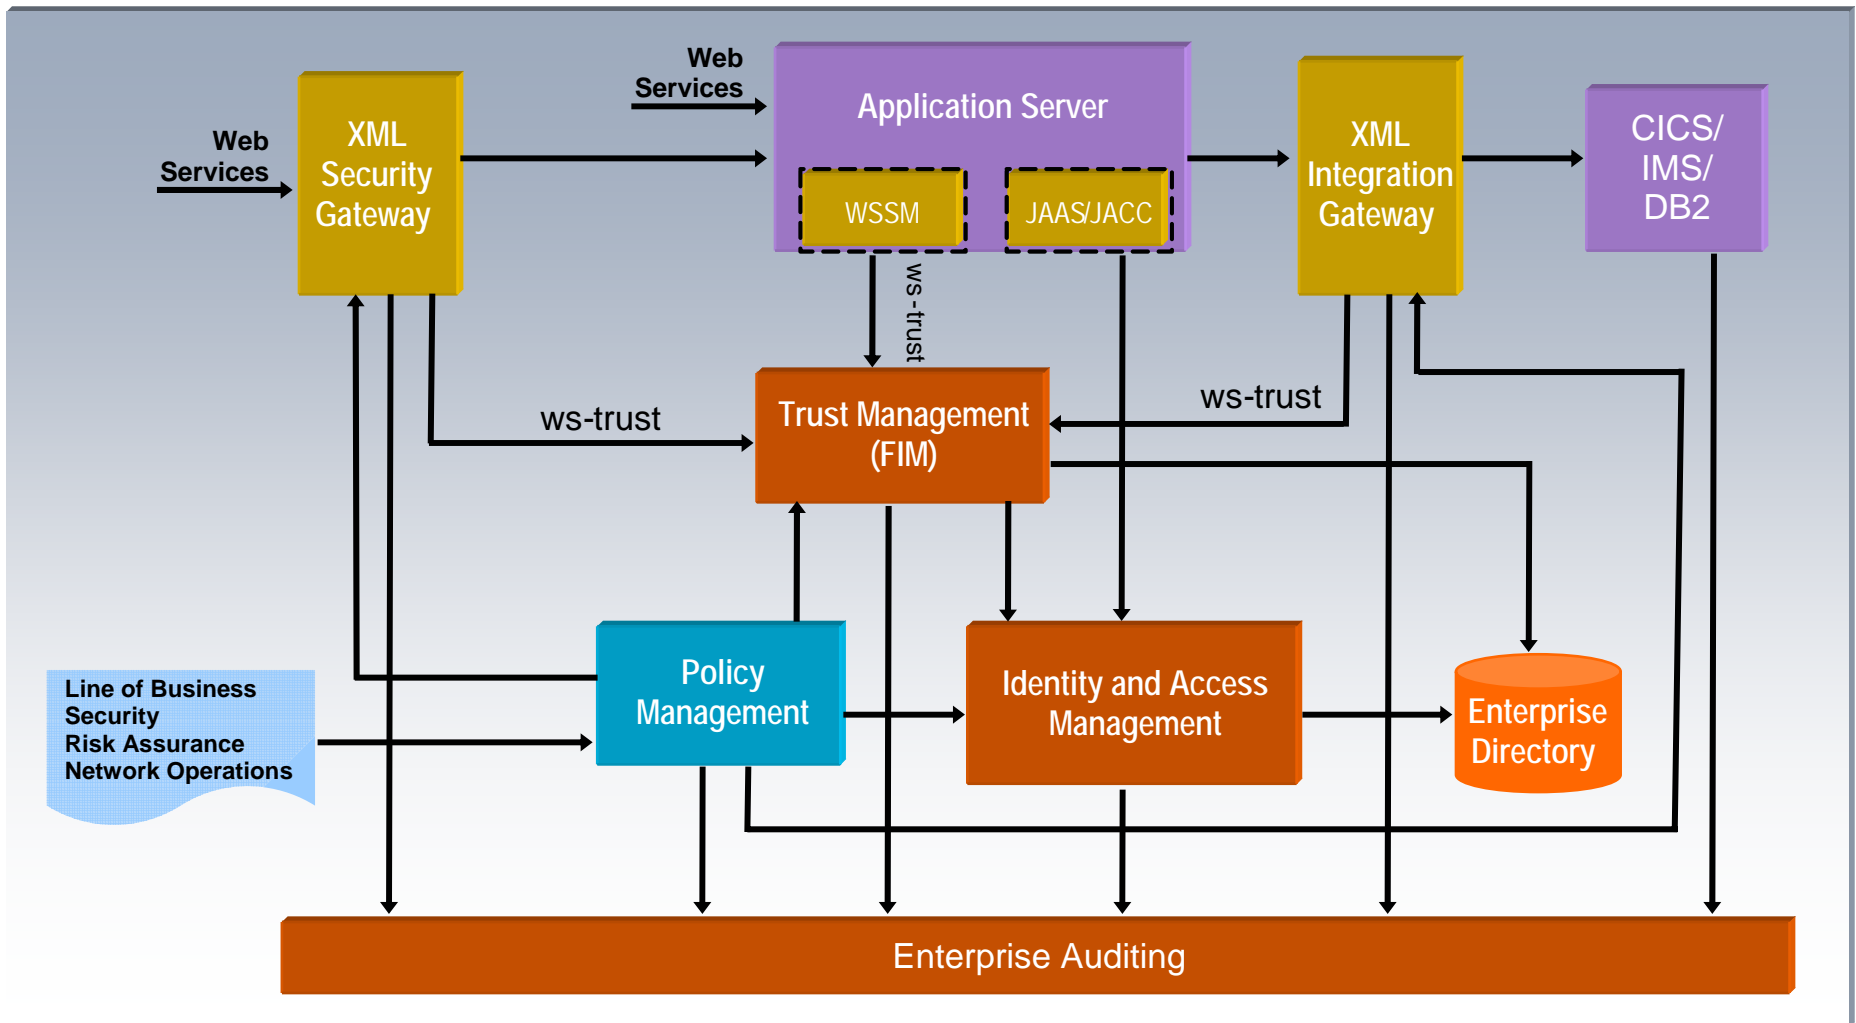 Web
Services
XML
Security
Gateway
Web
Services
Application Server
WSSM
JAAS/JACC
XML
Integration
Gateway
CICS/
IMS/
DB2
ws-trust
ws-trust
ws-trust
Trust Management
(FIM)
Line of Business
Security
Risk Assurance
Network Operations
Policy
Management
Identity and Access
Management
Enterprise
Directory
Enterprise Auditing